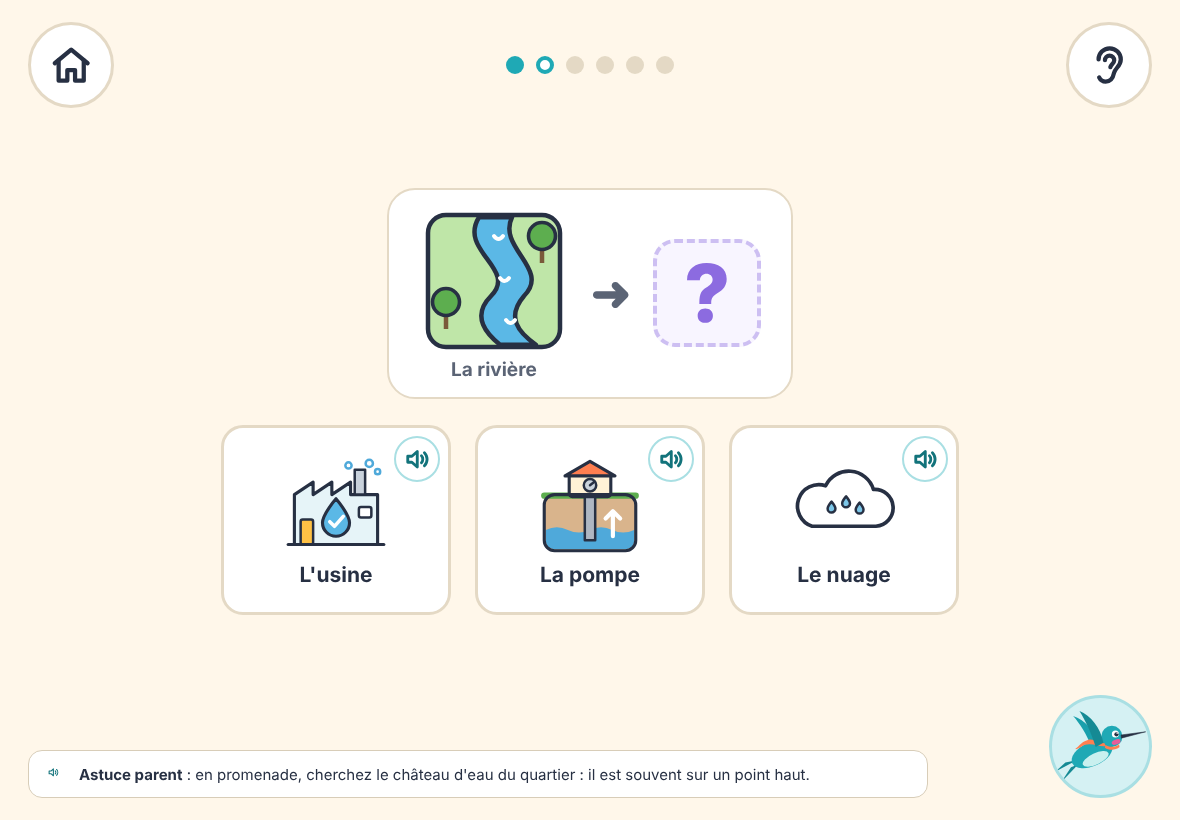 ?
La rivière
L'usine
La pompe
Le nuage
Astuce parent : en promenade, cherchez le château d'eau du quartier : il est souvent sur un point haut.